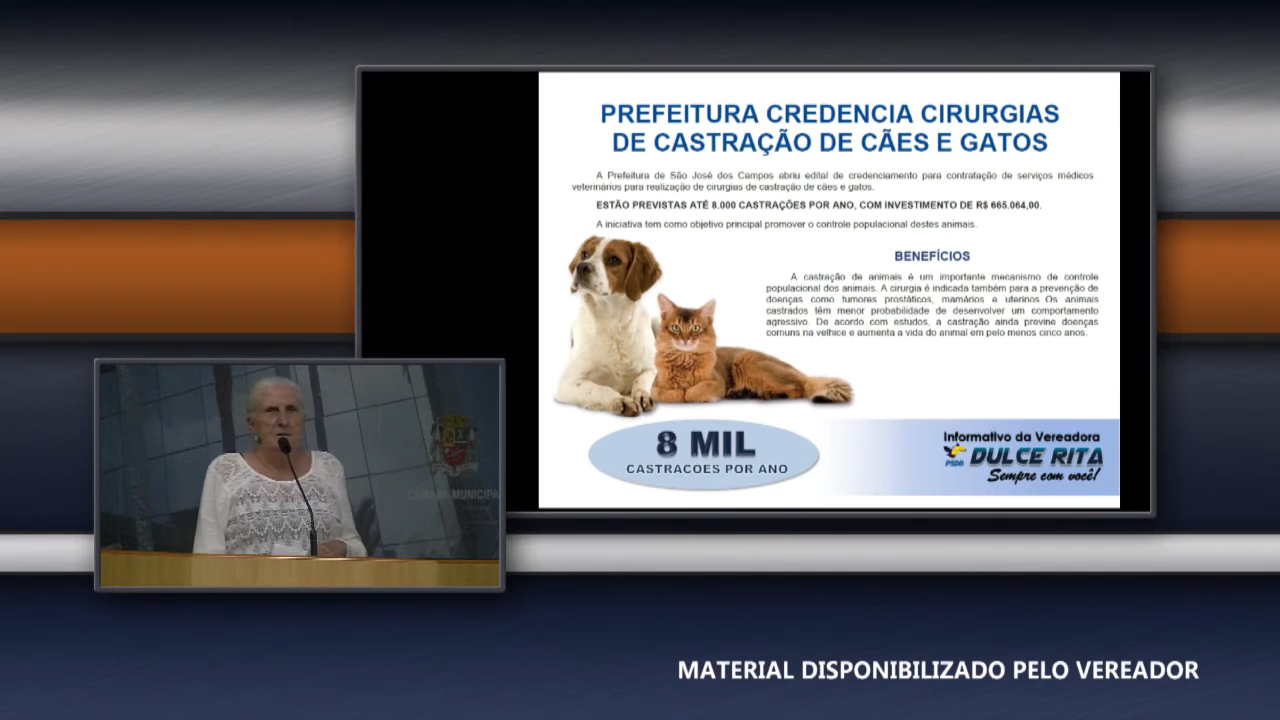 PREFEITURA CREDENCIA CIRURGIAS
DE CASTRAÇÃO DE CÃES E GATOS
A Prefeitura de São José dos Campos abriu edital de credenciamento para contratação de serviços médicos
veterinários para realização de cirurgias de castração de cães e gatos.
ESTÃO PREVISTAS ATÉ 8.000 CASTRAÇÕES POR ANO, COM INVESTIMENTO DE R$ 665.064,00.
A iniciativa tem como objetivo principal promover o controle populacional destes animais.
BENEFÍCIOS
A castração de animais é um importante mecanismo de controle
populacional dos animais. A cirurgia é indicada também para a prevenção de
doenças como tumores prostáticos, mamários e uterinos Os animais
castrados têm menor probabilidade de desenvolver um comportamento
agressivo. De acordo com estudos, a castração ainda previne doenças
comuns na velhice e aumenta a vida do animal em pelo menos cinco anos.
8 MIL
CASTRACOES POR ANO
Informativo da Vereadora
PSDB DULCE RITA
Sempre com você!
CÂMARA MUNICIPA
MATERIAL DISPONIBILIZADO PELO VEREADOR